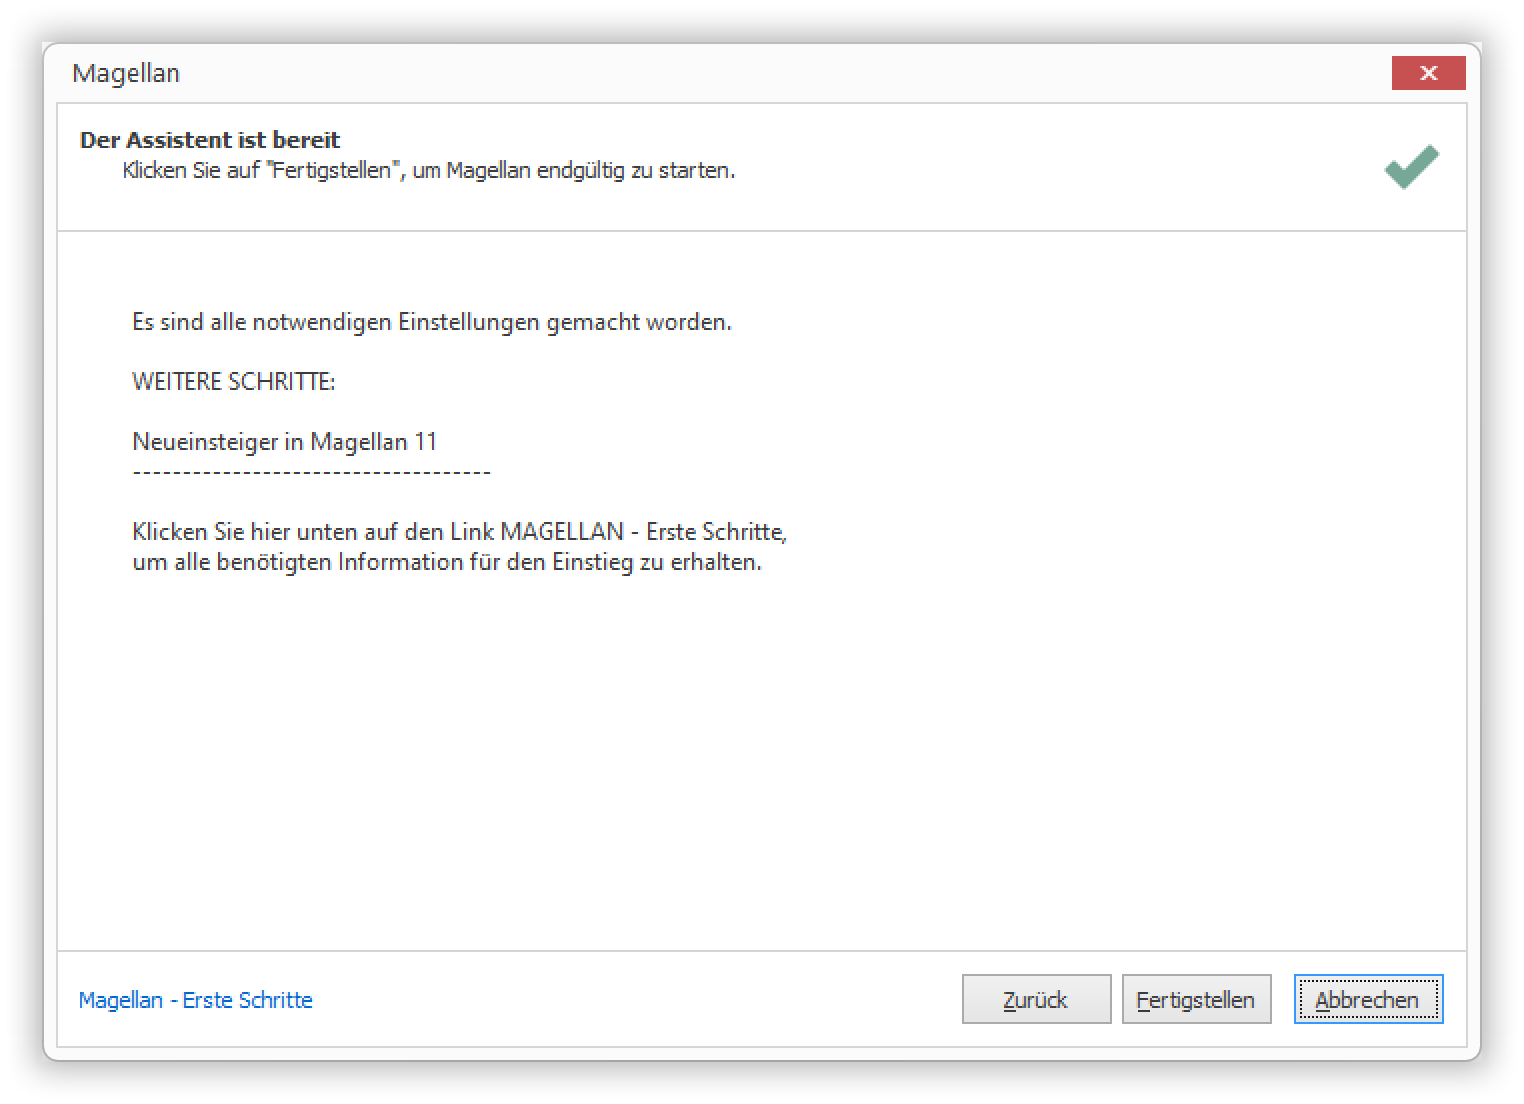 Magellan
Der Assistent ist bereit
Klicken Sie auf "Fertigstellen", um Magellan endgültig zu starten.
Es sind alle notwendigen Einstellungen gemacht worden.
WEITERE SCHRITTE:
Neueinsteiger in Magellan 11
------------------------------------
Klicken Sie hier unten auf den Link MAGELLAN - Erste Schritte,
um alle benötigten Information für den Einstieg zu erhalten.
Magellan - Erste Schritte
Zurück
Fertigstellen
Abbrechen